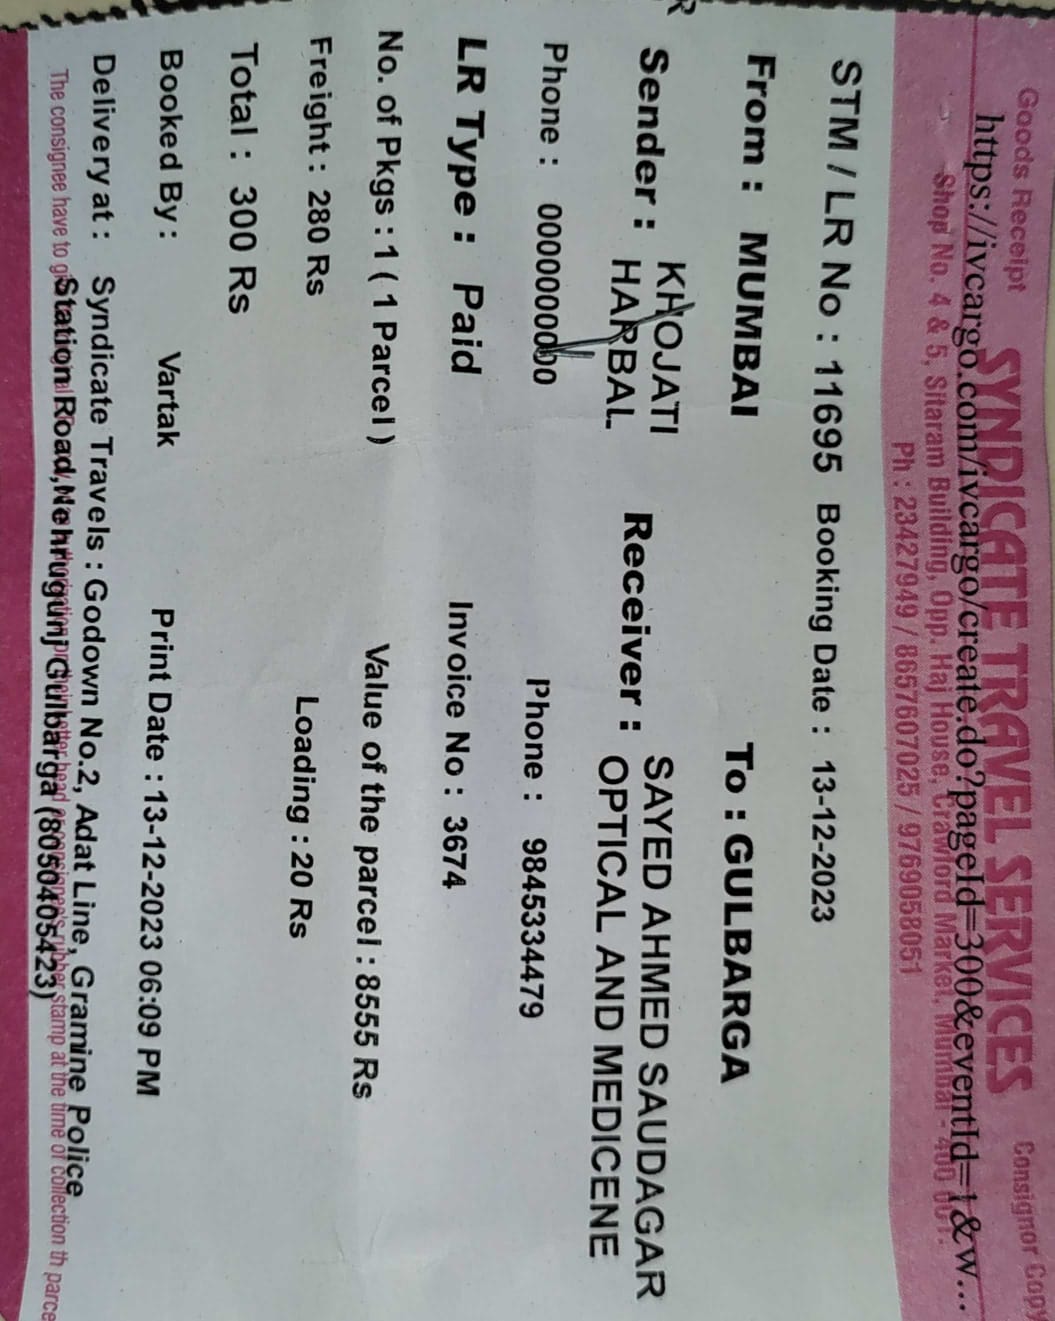 Goods Receipt
SYNDICATE TRAVEL SERVICES
Consignor Copy
https://ivcargo.com/ivcargo/create.do?pageId=300&eventId=1&w...
Shop No. 4 & 5, Sitaram Building, Opp. Haj House, Crawford Market, Mumbai - 400 001.
Ph : 23427949 / 8657607025 / 9769058051
STM / LR No : 11695 Booking Date : 13-12-2023
From : MUMBAI To : GULBARGA
Sender : KHOJATI HARBAL Receiver : SAYED AHMED SAUDAGAR OPTICAL AND MEDICENE
Phone : 0000000000 Phone : 9845334479
LR Type : Paid Invoice No : 3674
No. of Pkgs : 1 ( 1 Parcel ) Value of the parcel : 8555 Rs
Freight : 280 Rs Loading : 20 Rs
Total : 300 Rs
Booked By : Vartak Print Date : 13-12-2023 06:09 PM
Delivery at : Syndicate Travels : Godown No.2, Adat Line, Gramine Police
Station Road,Nehrugunj Gulbarga (8050405423)
The consignee have to stamp at the time of collection th parce